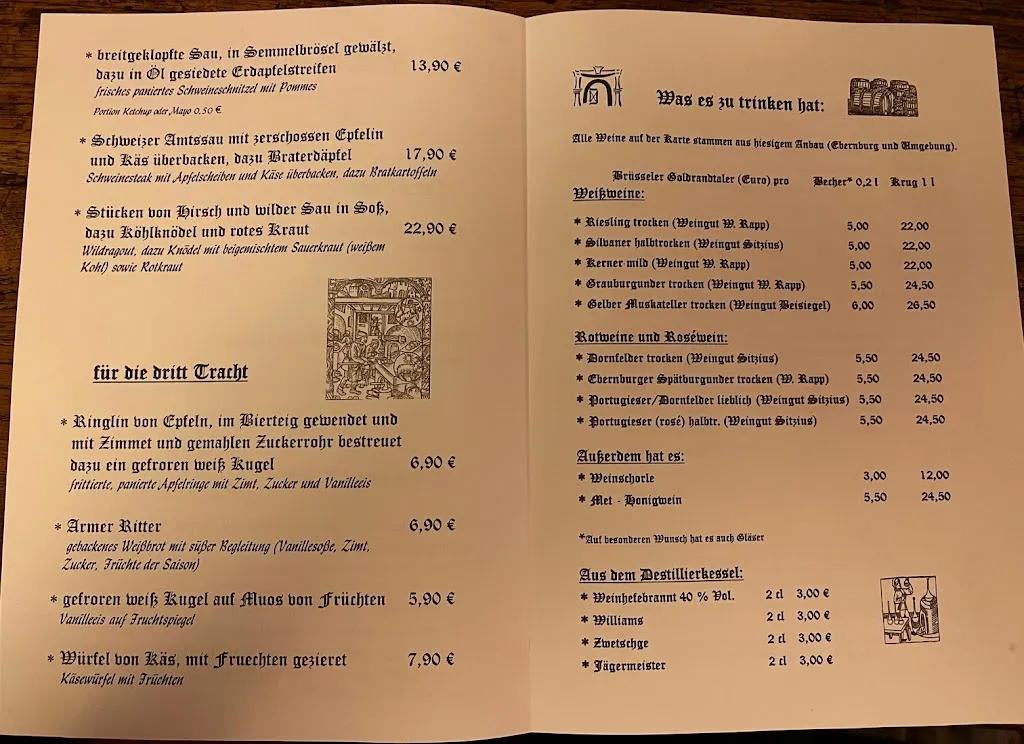 * breitgeklopfte Sau, in Semmelbrösel gewälzt,
dazu in Öl gesiedete Erdapfelstreifen 13,90 €
frisches paniertes Schweineschnitzel mit Pommes
Portion Ketchup oder Mayo 0,50 €
* Schweizer Amtssau mit zerschossen Epfelin
und Käs überbacken, dazu Braterdäpfel 17,90 €
Schweinesteak mit Apfelscheiben und Käse überbacken, dazu Bratkartoffeln
* Stücken von Hirsch und wilder Sau in Soß,
dazu Köhlknödel und rotes Kraut 22,90 €
Wildragout, dazu Knödel mit beigemischtem Sauerkraut (weißem
Kohl) sowie Rotkraut
für die dritt Tracht
* Ringlin von Epfeln, im Bierteig gewendet und
mit Zimmet und gemahlen Zuckerrohr bestreuet
dazu ein gefroren weiß Kugel 6,90 €
frittierte, panierte Apfelringe mit Zimt, Zucker und Vanilleeis
* Armer Ritter 6,90 €
gebackenes Weißbrot mit süßer Begleitung (Vanillesoße, Zimt,
Zucker, Früchte der Saison)
* gefroren weiß Kugel auf Muos von Früchten 5,90 €
Vanilleeis auf Fruchtspiegel
* Würfel von Käs, mit Fruechten gezieret 7,90 €
Käsewürfel mit Früchten
Was es zu trinken hat:
Alle Weine auf der Karte stammen aus hiesigem Anbau (Ebernburg und Umgebung).
Brüsseler Goldrandtaler (Euro) pro Becher* 0,2 l Krug 1 l
Weißweine:
* Riesling trocken (Weingut W. Rapp) 5,00 22,00
* Silvaner halbtrocken (Weingut Sitzius) 5,00 22,00
* Kerner mild (Weingut W. Rapp) 5,00 22,00
* Grauburgunder trocken (Weingut W. Rapp) 5,50 24,50
* Gelber Muskateller trocken (Weingut Beisiegel) 6,00 26,50
Rotweine und Roséwein:
* Dornfelder trocken (Weingut Sitzius) 5,50 24,50
* Ebernburger Spätburgunder trocken (W. Rapp) 5,50 24,50
* Portugieser/Dornfelder lieblich (Weingut Sitzius) 5,50 24,50
* Portugieser (rosé) halbtr. (Weingut Sitzius) 5,50 24,50
Außerdem hat es:
* Weinschorle 3,00 12,00
* Met - Honigwein 5,50 24,50
*Auf besonderen Wunsch hat es auch Gläser
Aus dem Destillierkessel:
* Weinhefebrannt 40 % Vol. 2 cl 3,00 €
* Williams 2 cl 3,00 €
* Zwetschge 2 cl 3,00 €
* Jägermeister 2 cl 3,00 €